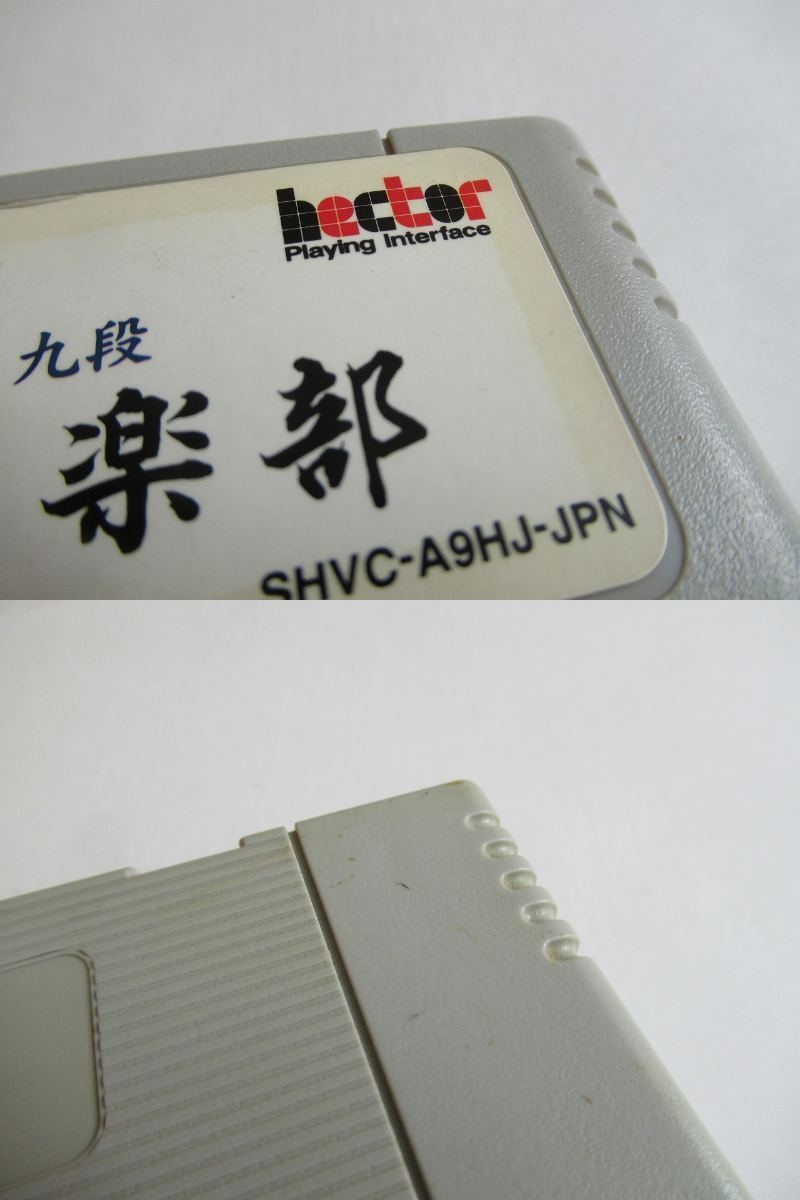 hector
Playing Interface
九段
楽部
SHVC-A9HJ-JPN